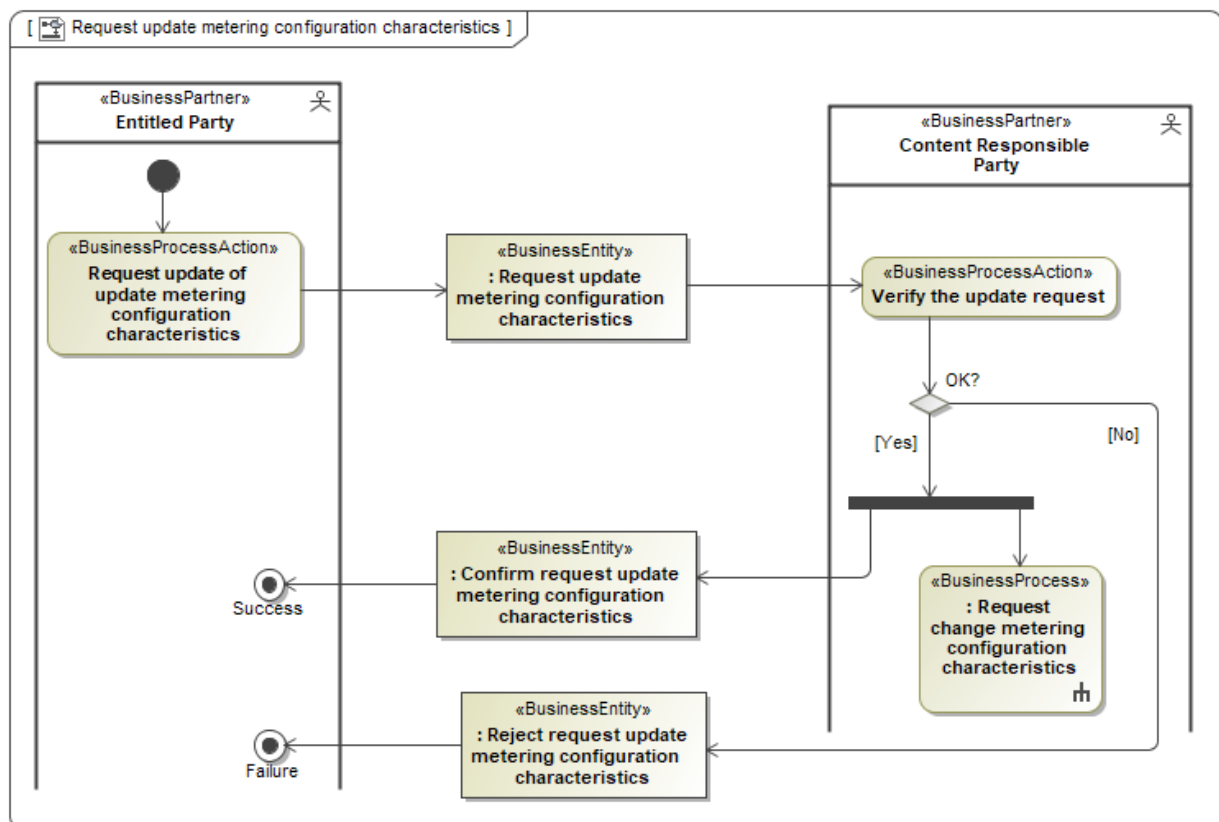 [ Request update metering configuration characteristics ]
«BusinessPartner»
Entitled Party
«BusinessPartner»
Content Responsible
Party
«BusinessProcessAction»
Request update of
update metering
configuration
characteristics
«BusinessEntity»
: Request update
metering configuration
characteristics
«BusinessProcessAction»
Verify the update request
OK?
[Yes]
[No]
«BusinessEntity»
: Confirm request update
metering configuration
characteristics
Success
«BusinessProcess»
: Request
change metering
configuration
characteristics
«BusinessEntity»
: Reject request update
metering configuration
characteristics
Failure